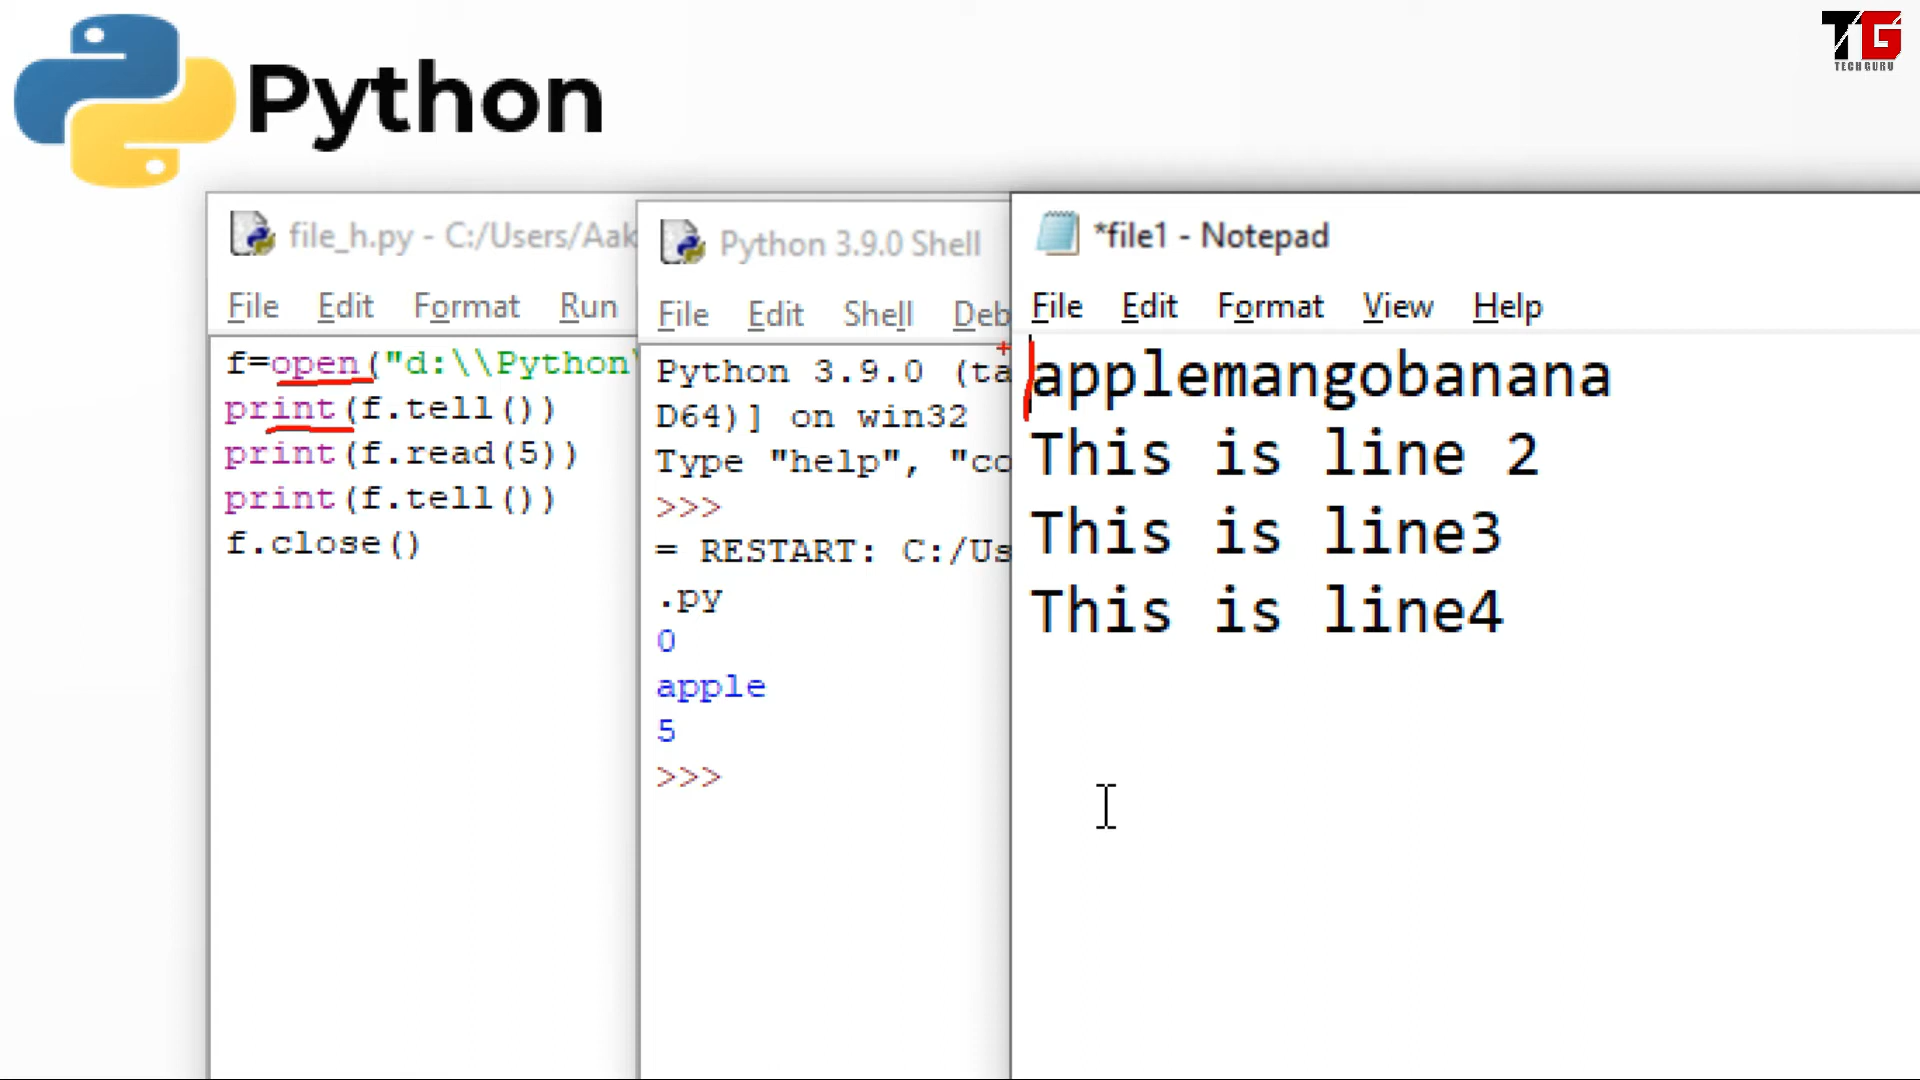 Python
TG
TECHGURU
file_h.py - C:/Users/Aak
File Edit Format Run
f=open("d:\\Python\
print(f.tell())
print(f.read(5))
print(f.tell())
f.close()
Python 3.9.0 Shell
File Edit Shell Deb
Python 3.9.0 (ta
D64)] on win32
Type "help", "co
>>>
= RESTART: C:/Us
.py
0
apple
5
>>>
*file1 - Notepad
File Edit Format View Help
applemangobanana
This is line 2
This is line3
This is line4